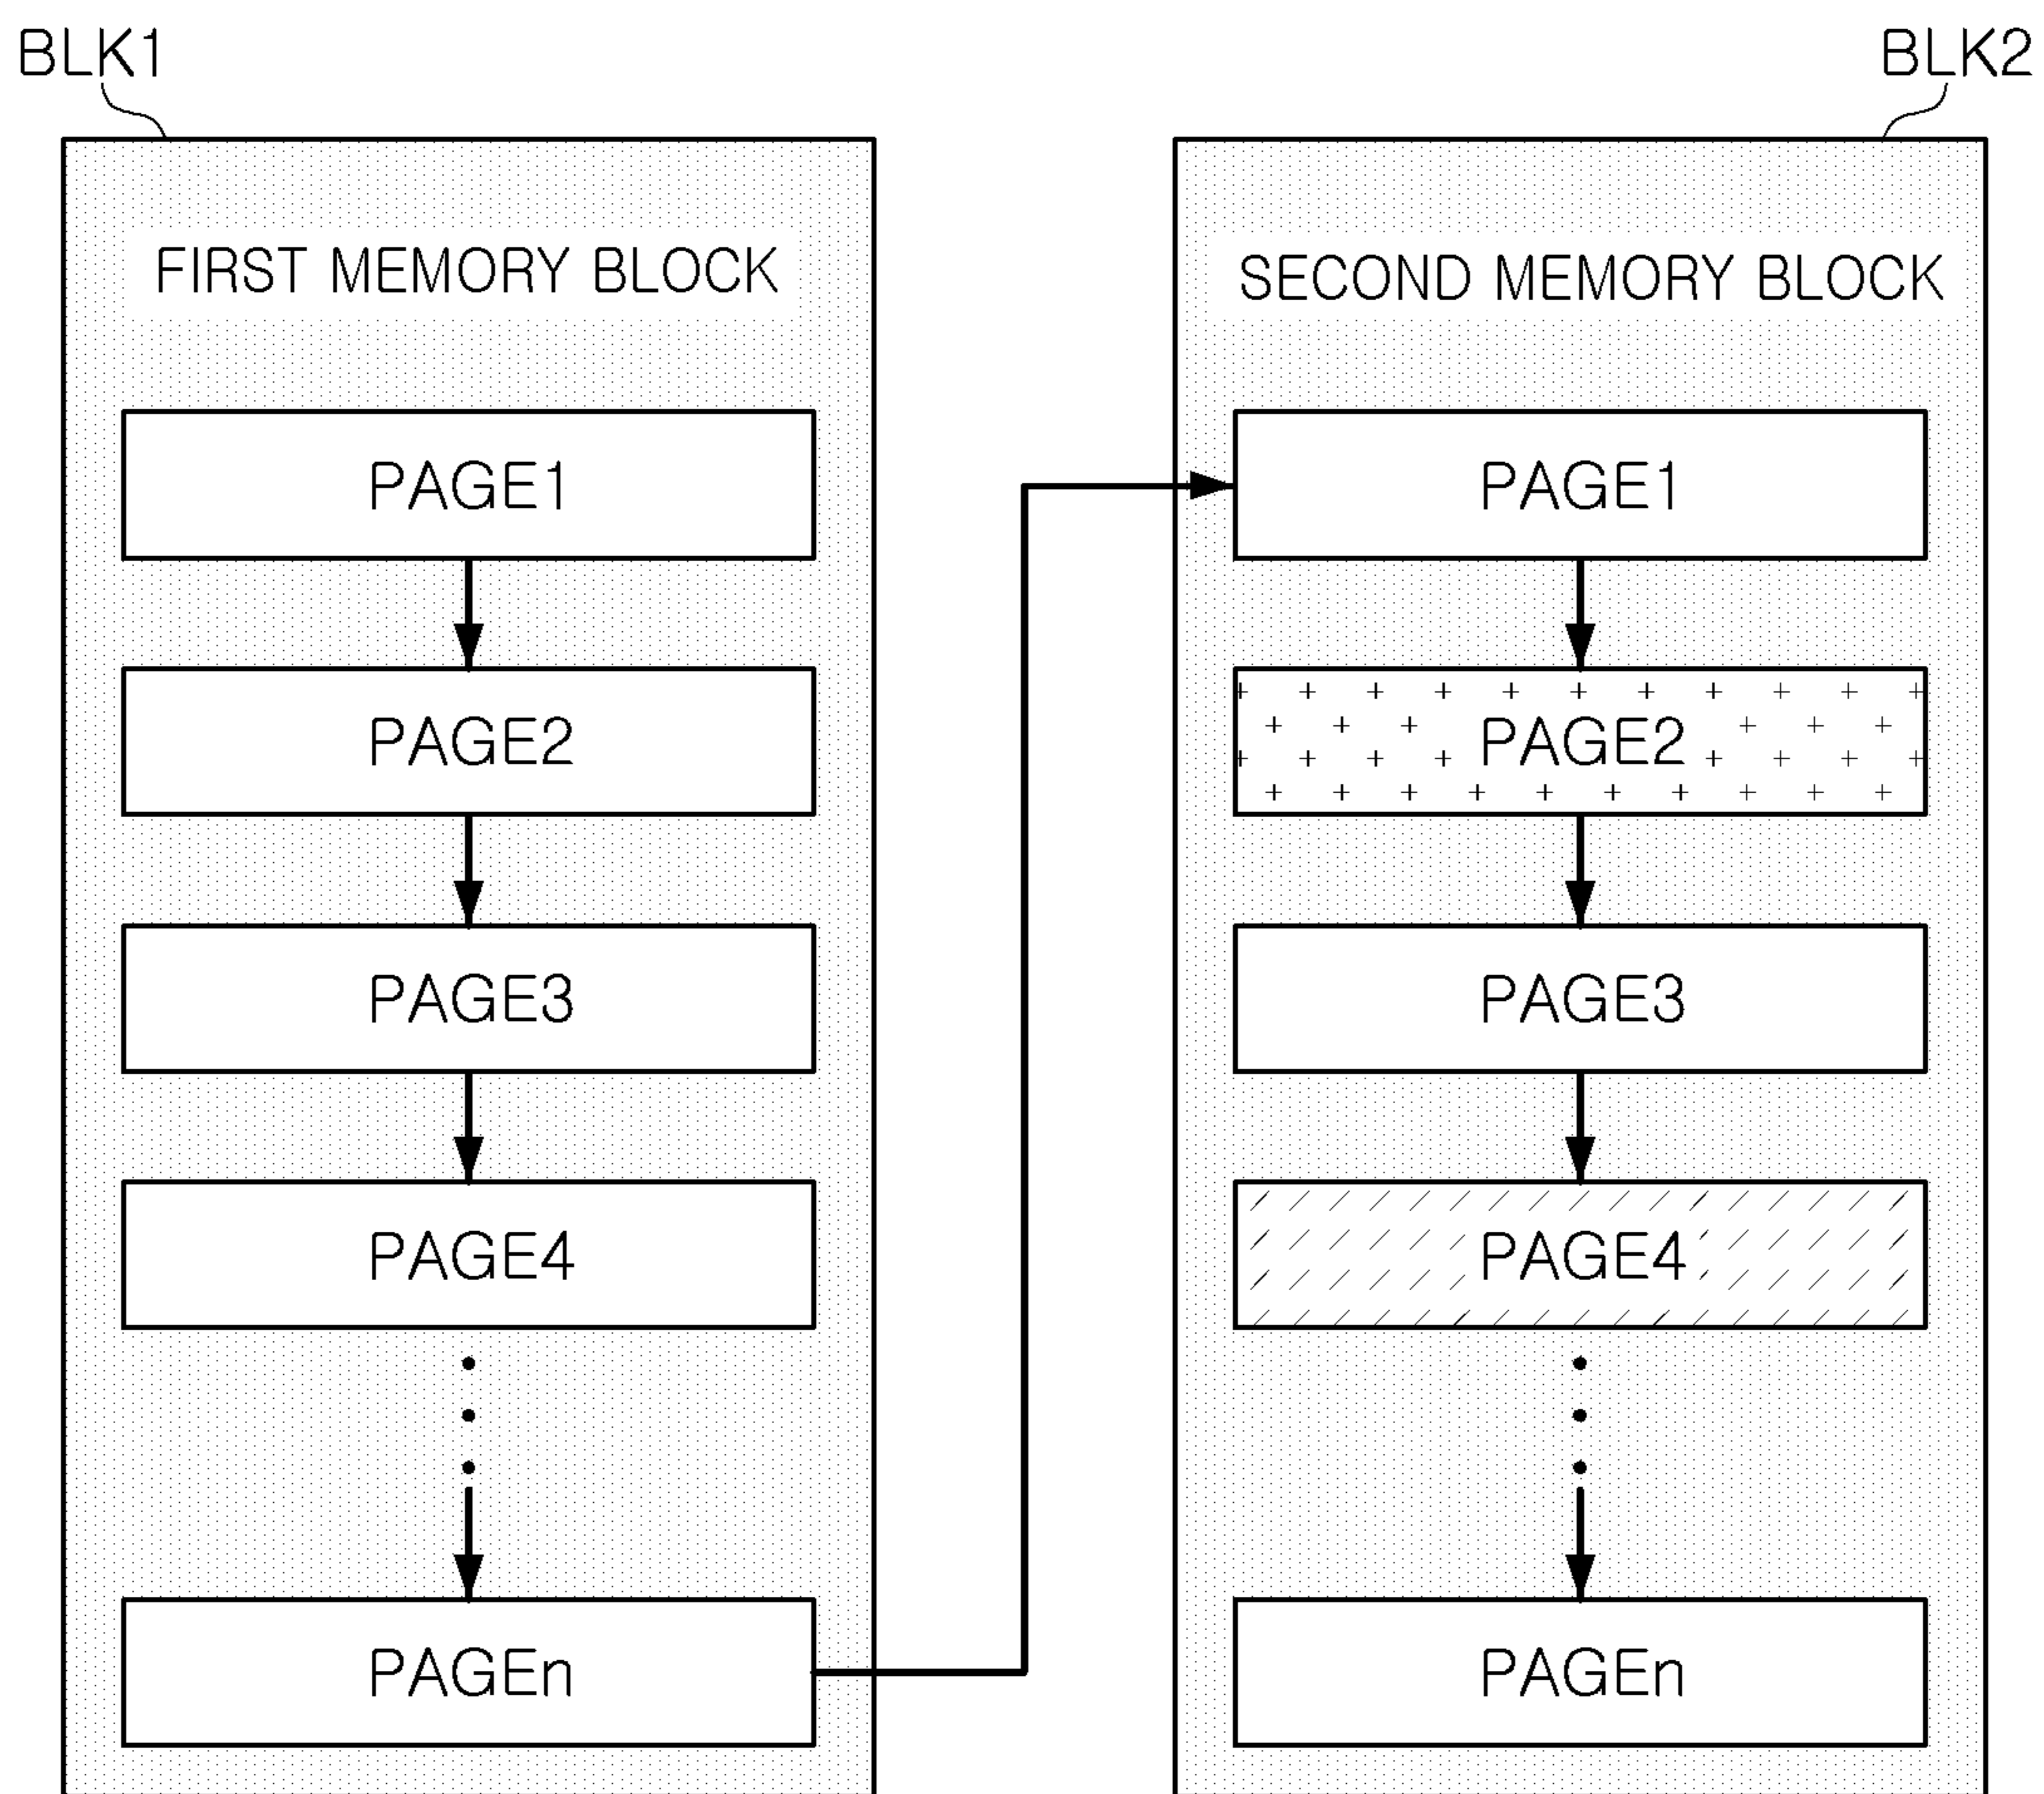 BLK1
FIRST MEMORY BLOCK
PAGE1
PAGE2
PAGE3
PAGE4
PAGEn
BLK2
SECOND MEMORY BLOCK
PAGE1
PAGE2
PAGE3
PAGE4
PAGEn